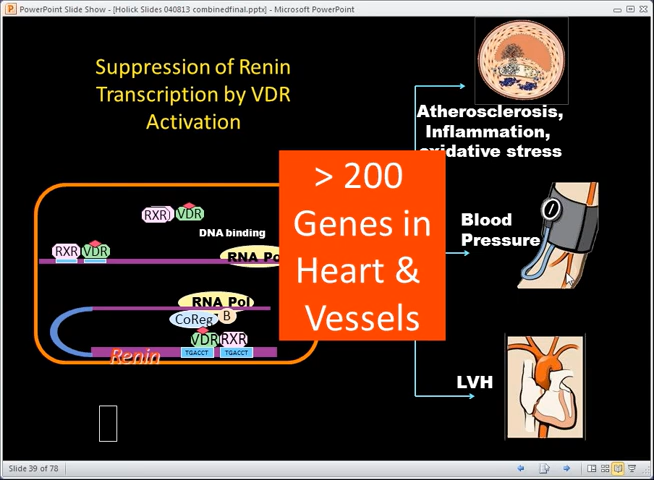 PowerPoint Slide Show - [Holick Slides 040813 combinedfinal.pptx] - Microsoft PowerPoint
Suppression of Renin
Transcription by VDR
Activation
Atherosclerosis,
Inflammation,
oxidative stress
> 200
Genes in
Heart &
Vessels
RXR
VDR
DNA binding
RXR
VDR
RNA Po
Blood
Pressure
RNA Pol
CoReg
B
VDR
RXR
Renin
TGACCT
TGACCT
LVH
Slide 39 of 78